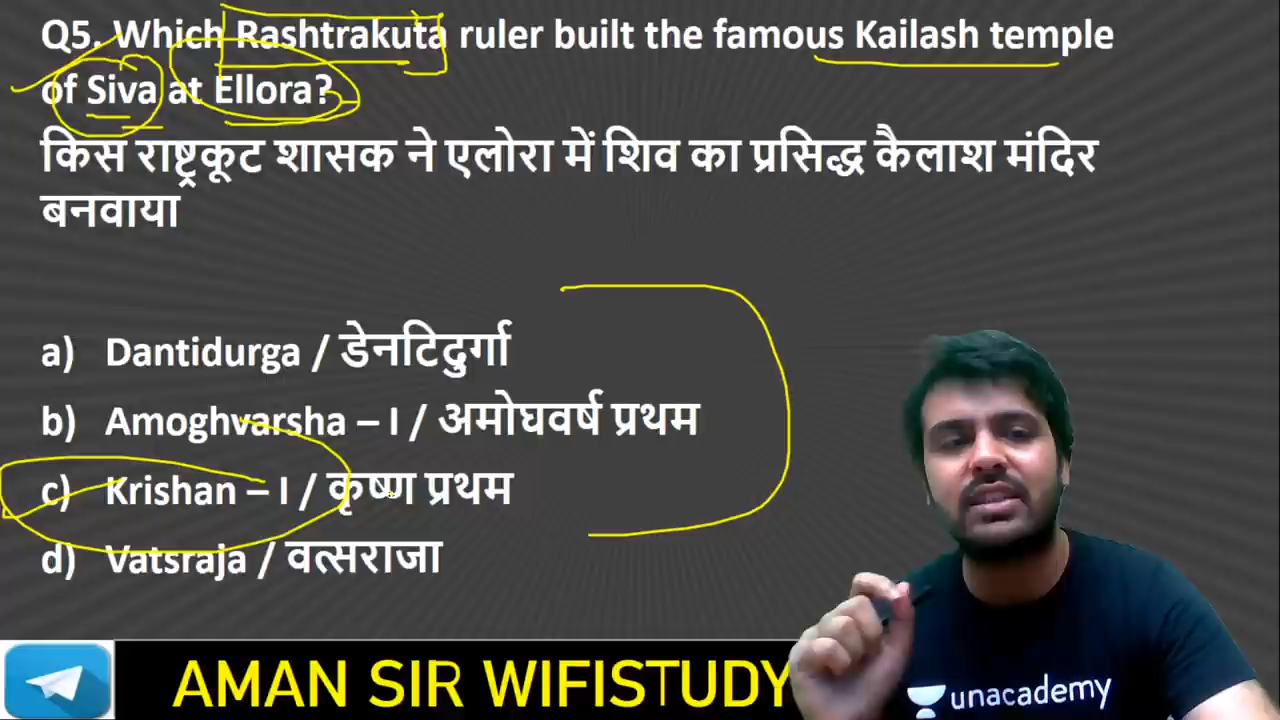 Q5. Which Rashtrakuta ruler built the famous Kailash temple
of Siva at Ellora?
किस राष्ट्रकूट शासक ने एलोरा में शिव का प्रसिद्ध कैलाश मंदिर
बनवाया
a) Dantidurga / डेनटिदुर्गा
b) Amoghvarsha – I / अमोघवर्ष प्रथम
c) Krishan – I / कृष्ण प्रथम
d) Vatsraja / वत्सराजा
AMAN SIR WIFISTUDY
unacademy